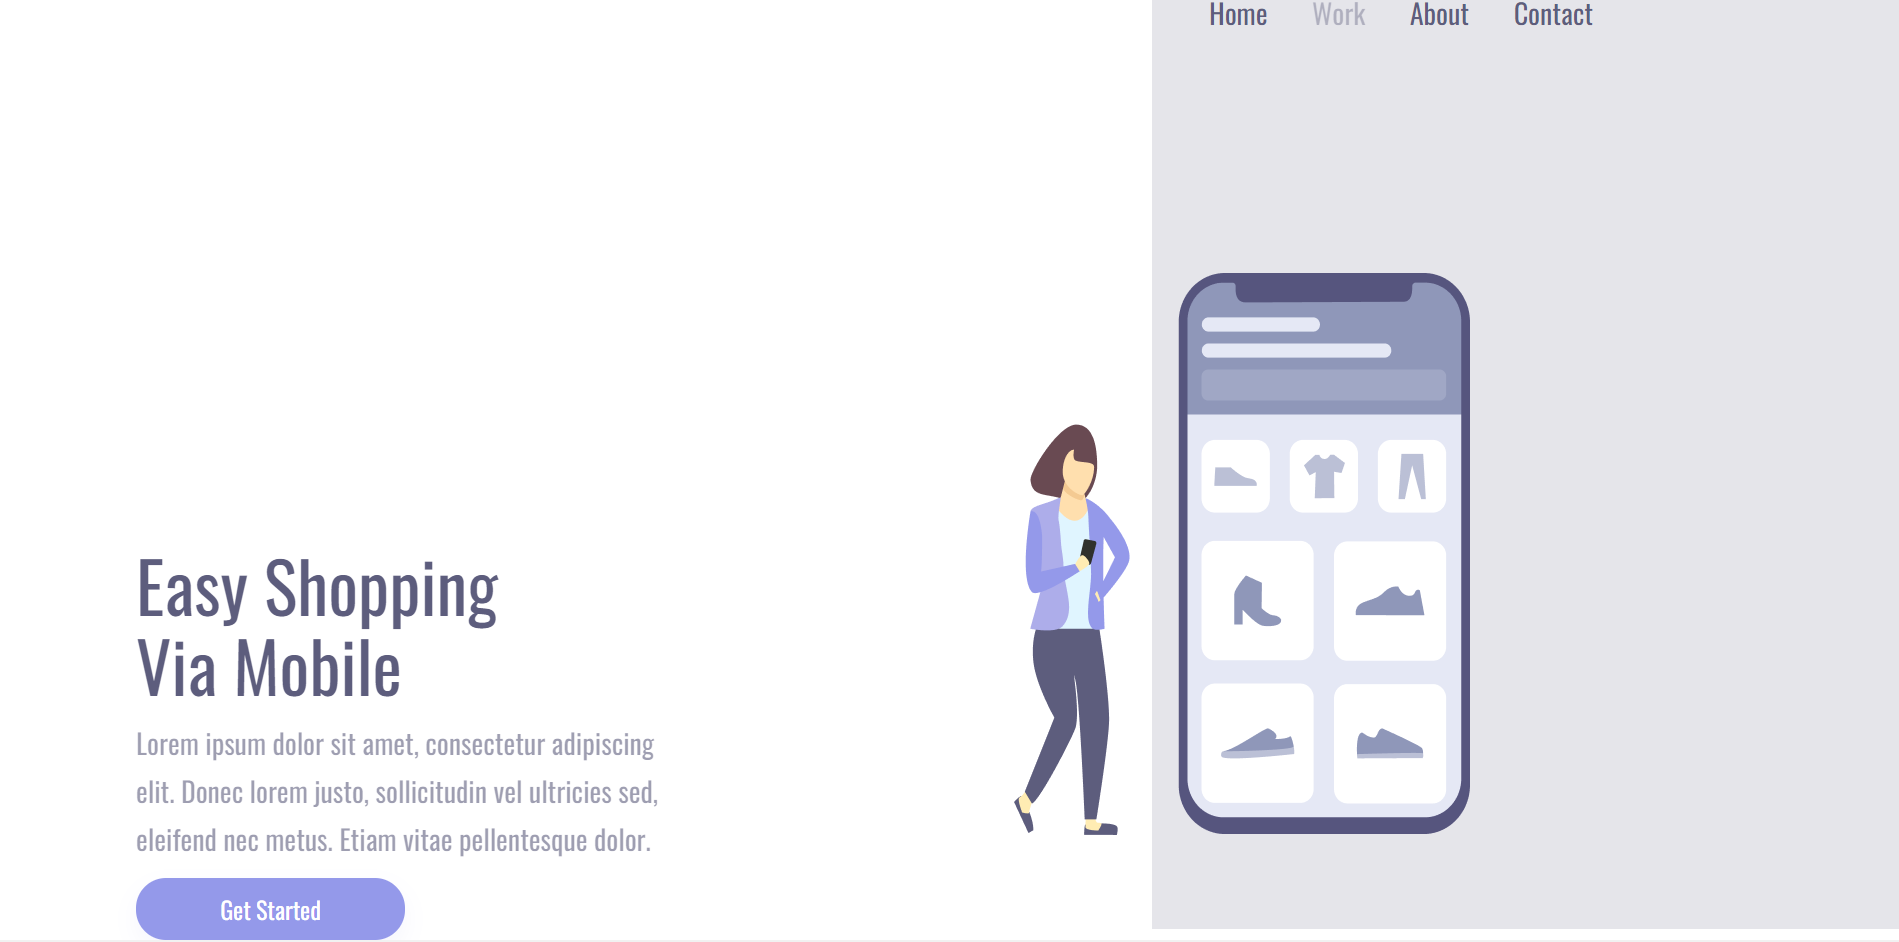 Home Work About Contact
Easy Shopping
Via Mobile
Lorem ipsum dolor sit amet, consectetur adipiscing
elit. Donec lorem justo, sollicitudin vel ultricies sed,
eleifend nec metus. Etiam vitae pellentesque dolor.
Get Started